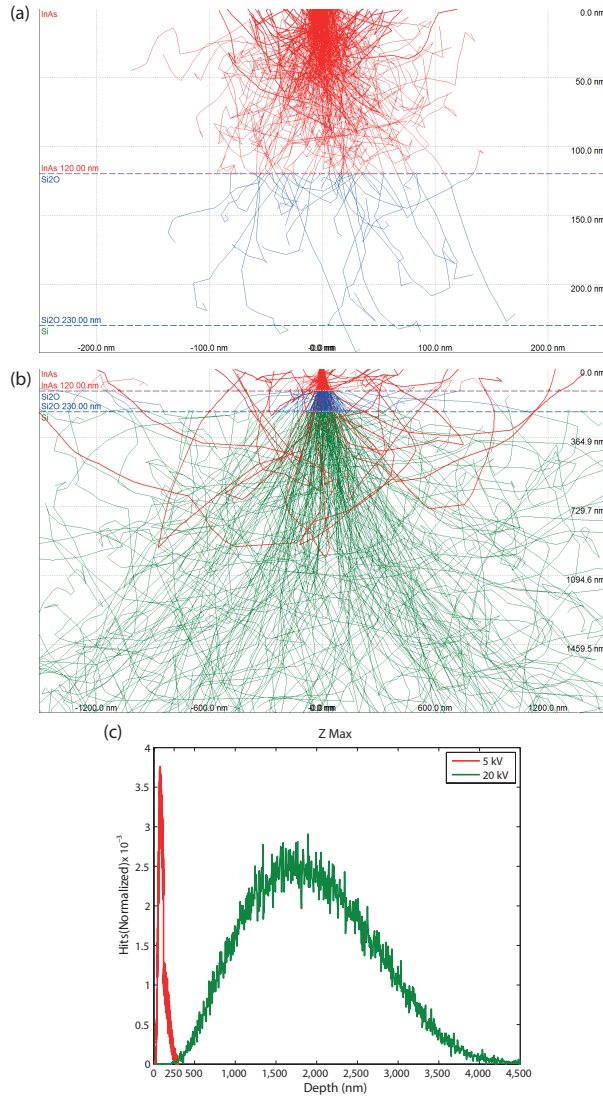 (a)
InAs
0.0 nm
50.0 nm
100.0 nm
InAs 120.00 nm
Si2O
150.0 nm
200.0 nm
Si2O 230.00 nm
Si
-200.0 nm -100.0 nm -0.0 nm 100.0 nm 200.0 nm
(b)
InAs
0.0 nm
InAs 120.00 nm
Si2O
Si2O 230.00 nm
Si
364.9 nm
729.7 nm
1094.6 nm
1459.5 nm
-1200.0 nm -600.0 nm -0.0 nm 600.0 nm 1200.0 nm
(c)
Z Max
5 kV
20 kV
Hits(Normalized)x 10⁻³
4
3.5
3
2.5
2
1.5
1
0.5
0
0 250 500 1,000 1,500 2,000 2,500 3,000 3,500 4,000 4,500
Depth (nm)